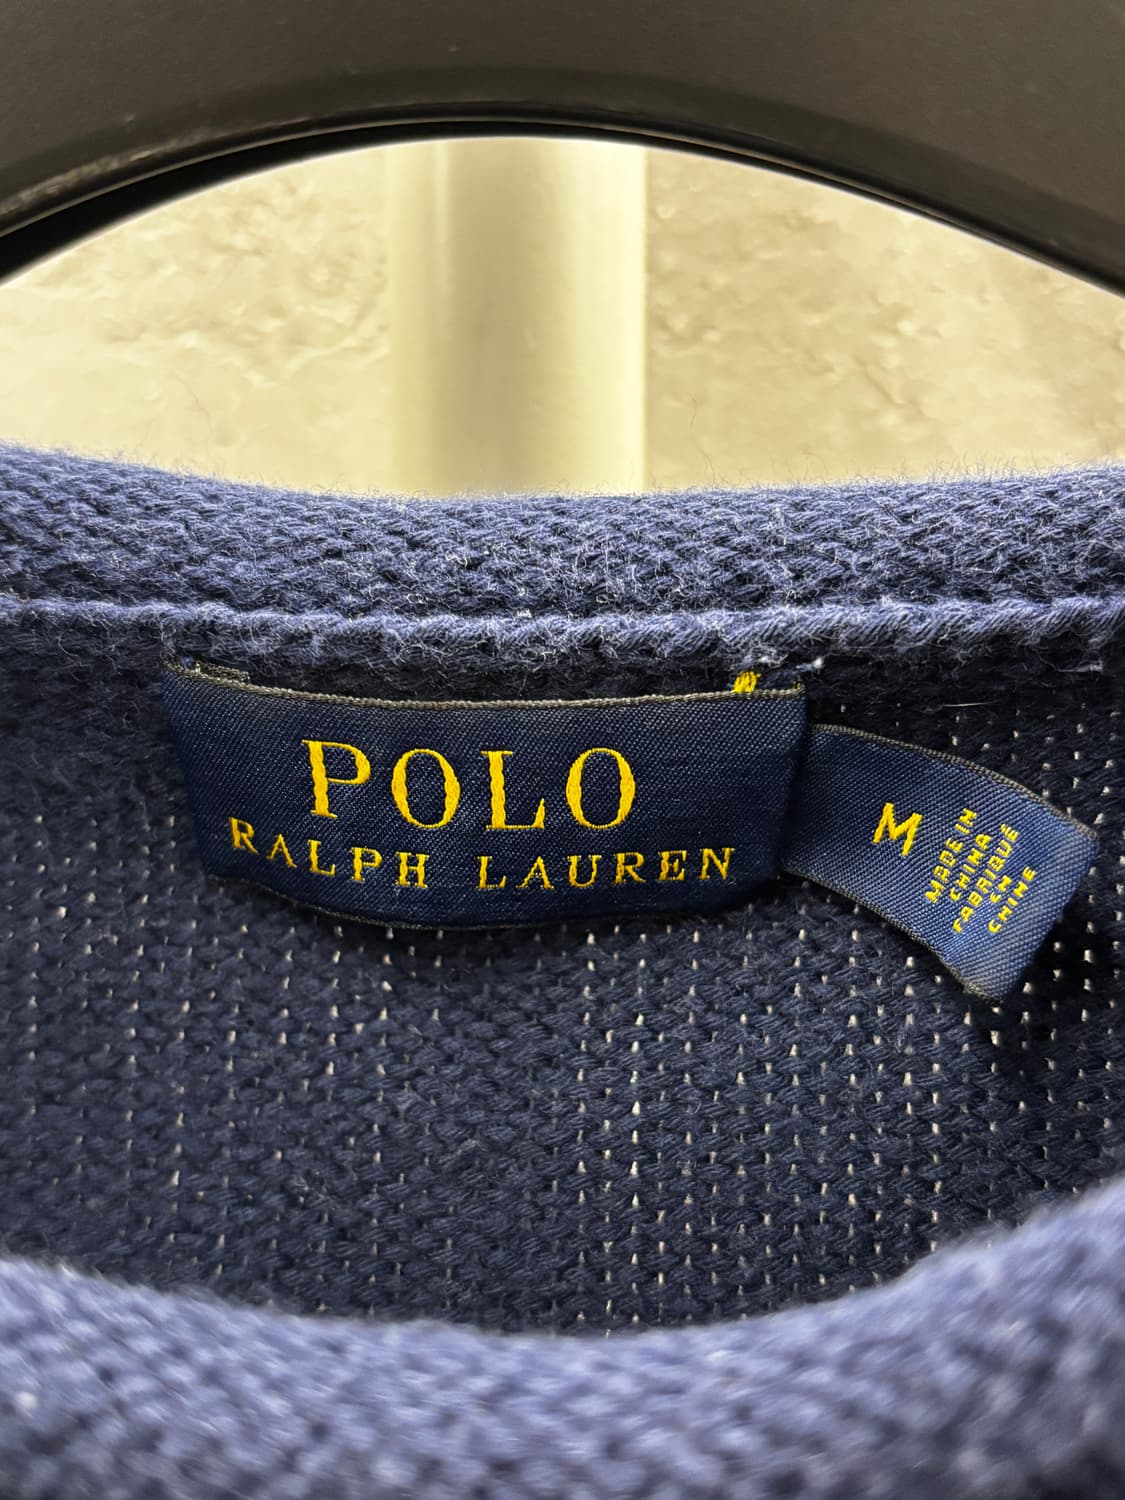 POLO
RALPH LAUREN
M
MADE IN
CHINA
FABRIQUÉ
EN
CHINE